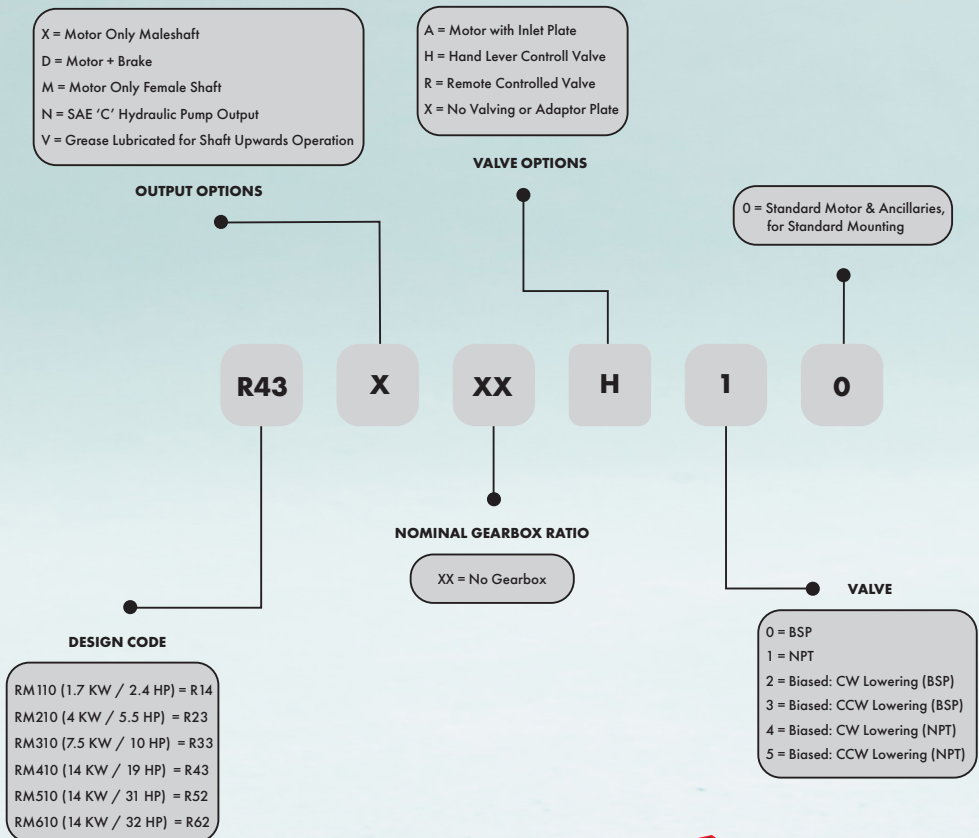 X = Motor Only Maleshaft
D = Motor + Brake
M = Motor Only Female Shaft
N = SAE ‘C’ Hydraulic Pump Output
V = Grease Lubricated for Shaft Upwards Operation
OUTPUT OPTIONS
A = Motor with Inlet Plate
H = Hand Lever Controll Valve
R = Remote Controlled Valve
X = No Valving or Adaptor Plate
VALVE OPTIONS
0 = Standard Motor & Ancillaries,
for Standard Mounting
R43
X
XX
H
1
0
NOMINAL GEARBOX RATIO
XX = No Gearbox
DESIGN CODE
RM110 (1.7 KW / 2.4 HP) = R14
RM210 (4 KW / 5.5 HP) = R23
RM310 (7.5 KW / 10 HP) = R33
RM410 (14 KW / 19 HP) = R43
RM510 (14 KW / 31 HP) = R52
RM610 (14 KW / 32 HP) = R62
VALVE
0 = BSP
1 = NPT
2 = Biased: CW Lowering (BSP)
3 = Biased: CCW Lowering (BSP)
4 = Biased: CW Lowering (NPT)
5 = Biased: CCW Lowering (NPT)